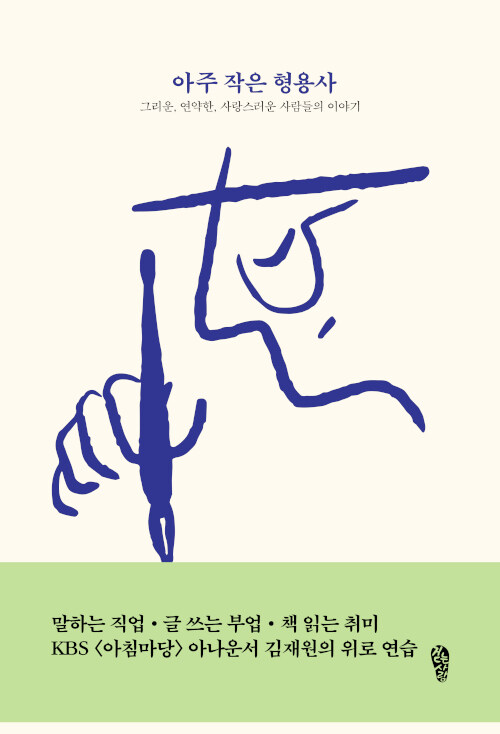 아주 작은 형용사
그리운, 연약한, 사랑스러운 사람들의 이야기
말하는 직업 • 글 쓰는 부업 • 책 읽는 취미
KBS 〈아침마당〉 아나운서 김재원의 위로 연습